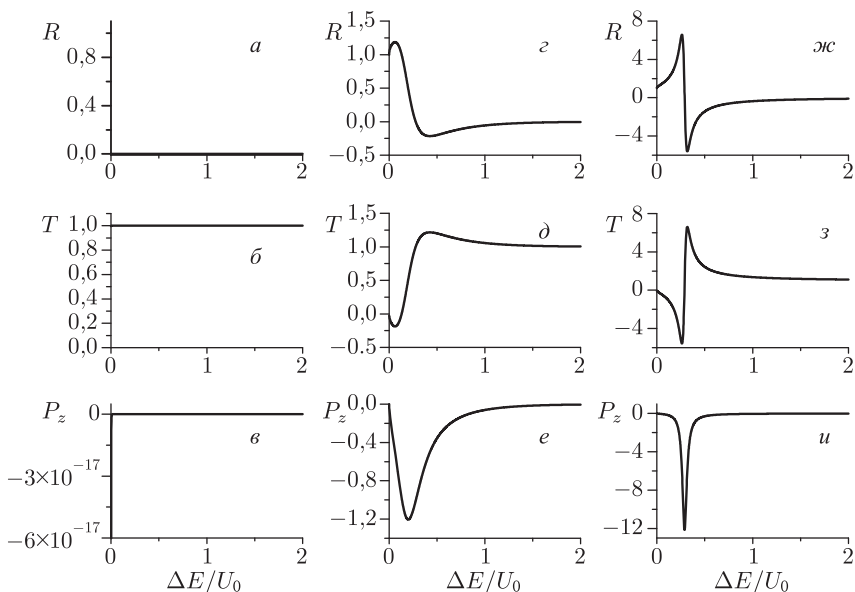 R 0,8 0,4 0,0 0 1 2 а
R 1,5 1,0 0,5 0,0 −0,5 0 1 2 г
R 8 4 0 −4 0 1 2 ж
T 1,0 0,8 0,6 0,4 0,2 0,0 0 1 2 б
T 1,5 1,0 0,5 0,0 −0,5 0 1 2 д
T 8 4 0 −4 0 1 2 з
P_z 0 −3×10⁻¹⁷ −6×10⁻¹⁷ 0 1 2 в
P_z 0,0 −0,4 −0,8 −1,2 0 1 2 е
P_z 0 −4 −8 −12 0 1 2 и
ΔE/U₀ ΔE/U₀ ΔE/U₀